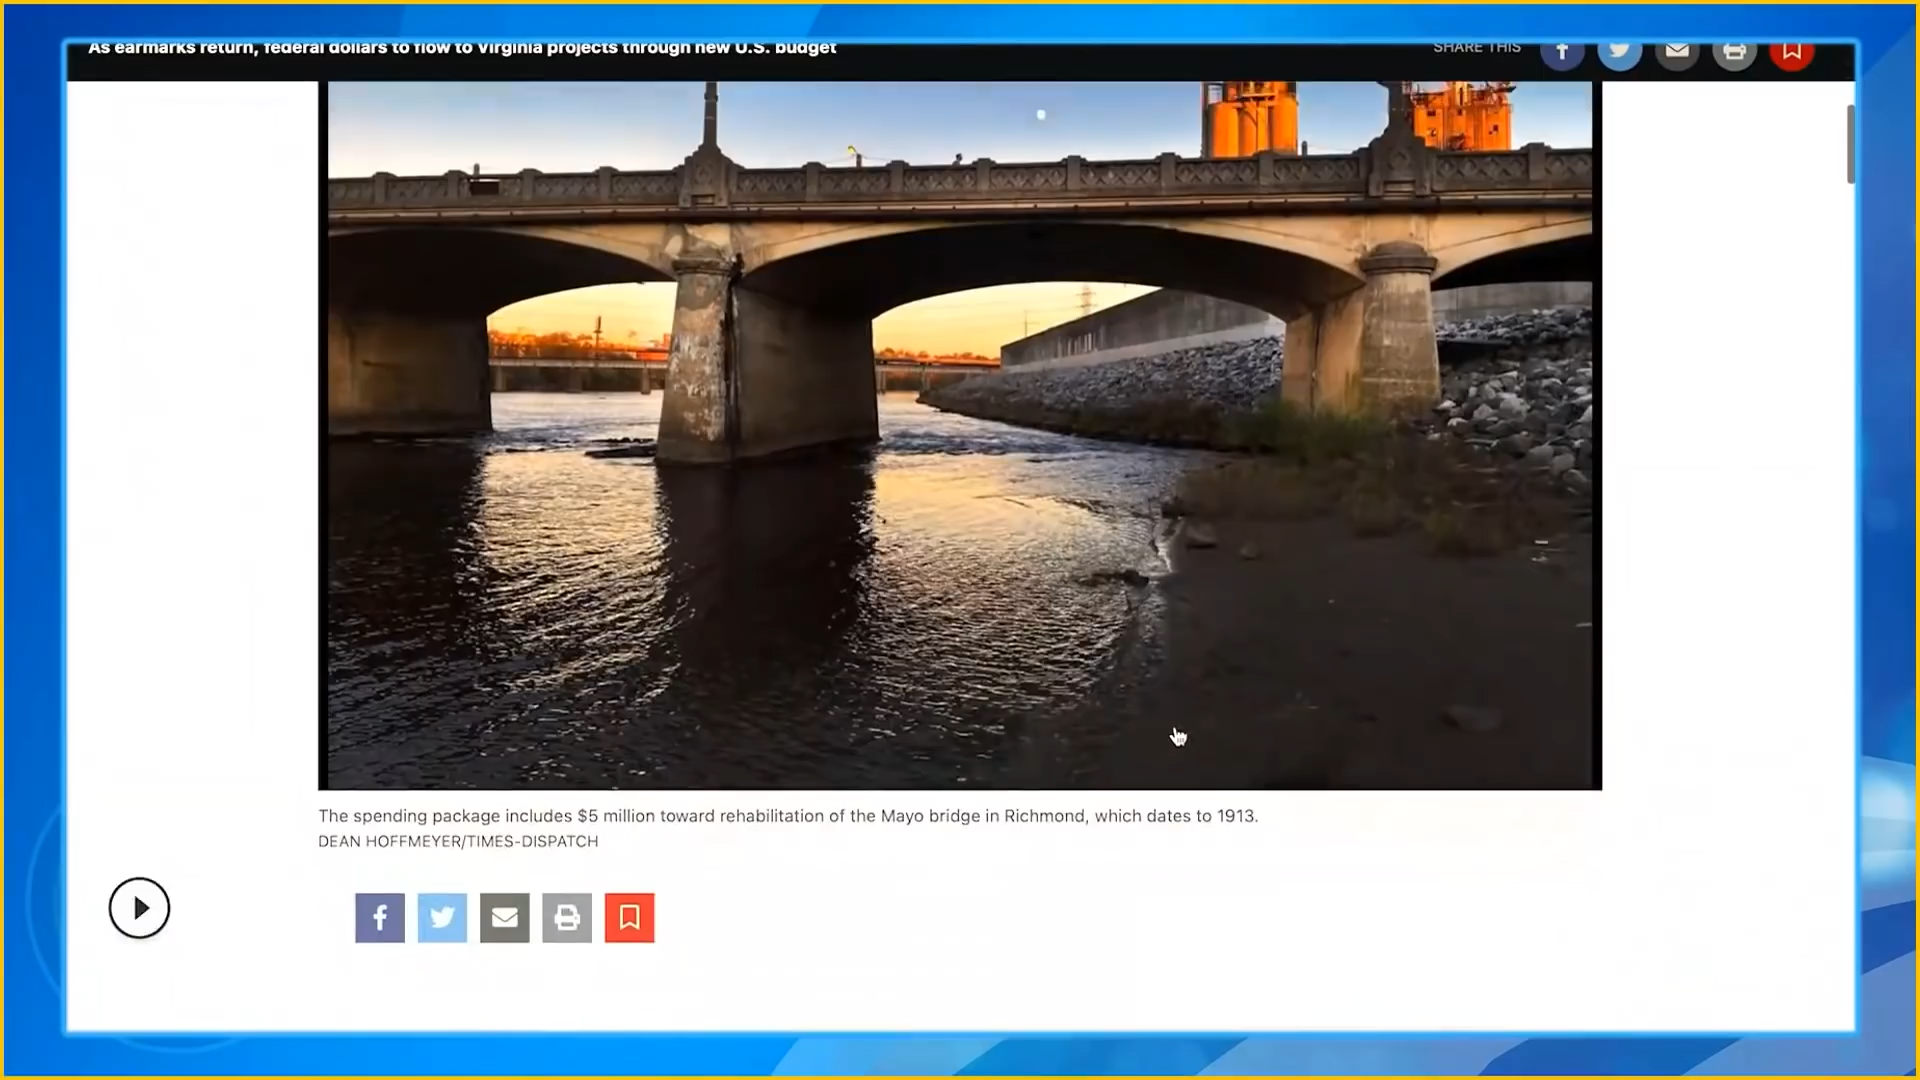 As earmarks return, federal dollars to flow to Virginia projects through new U.S. budget
SHARE THIS
The spending package includes $5 million toward rehabilitation of the Mayo bridge in Richmond, which dates to 1913.
DEAN HOFFMEYER/TIMES-DISPATCH